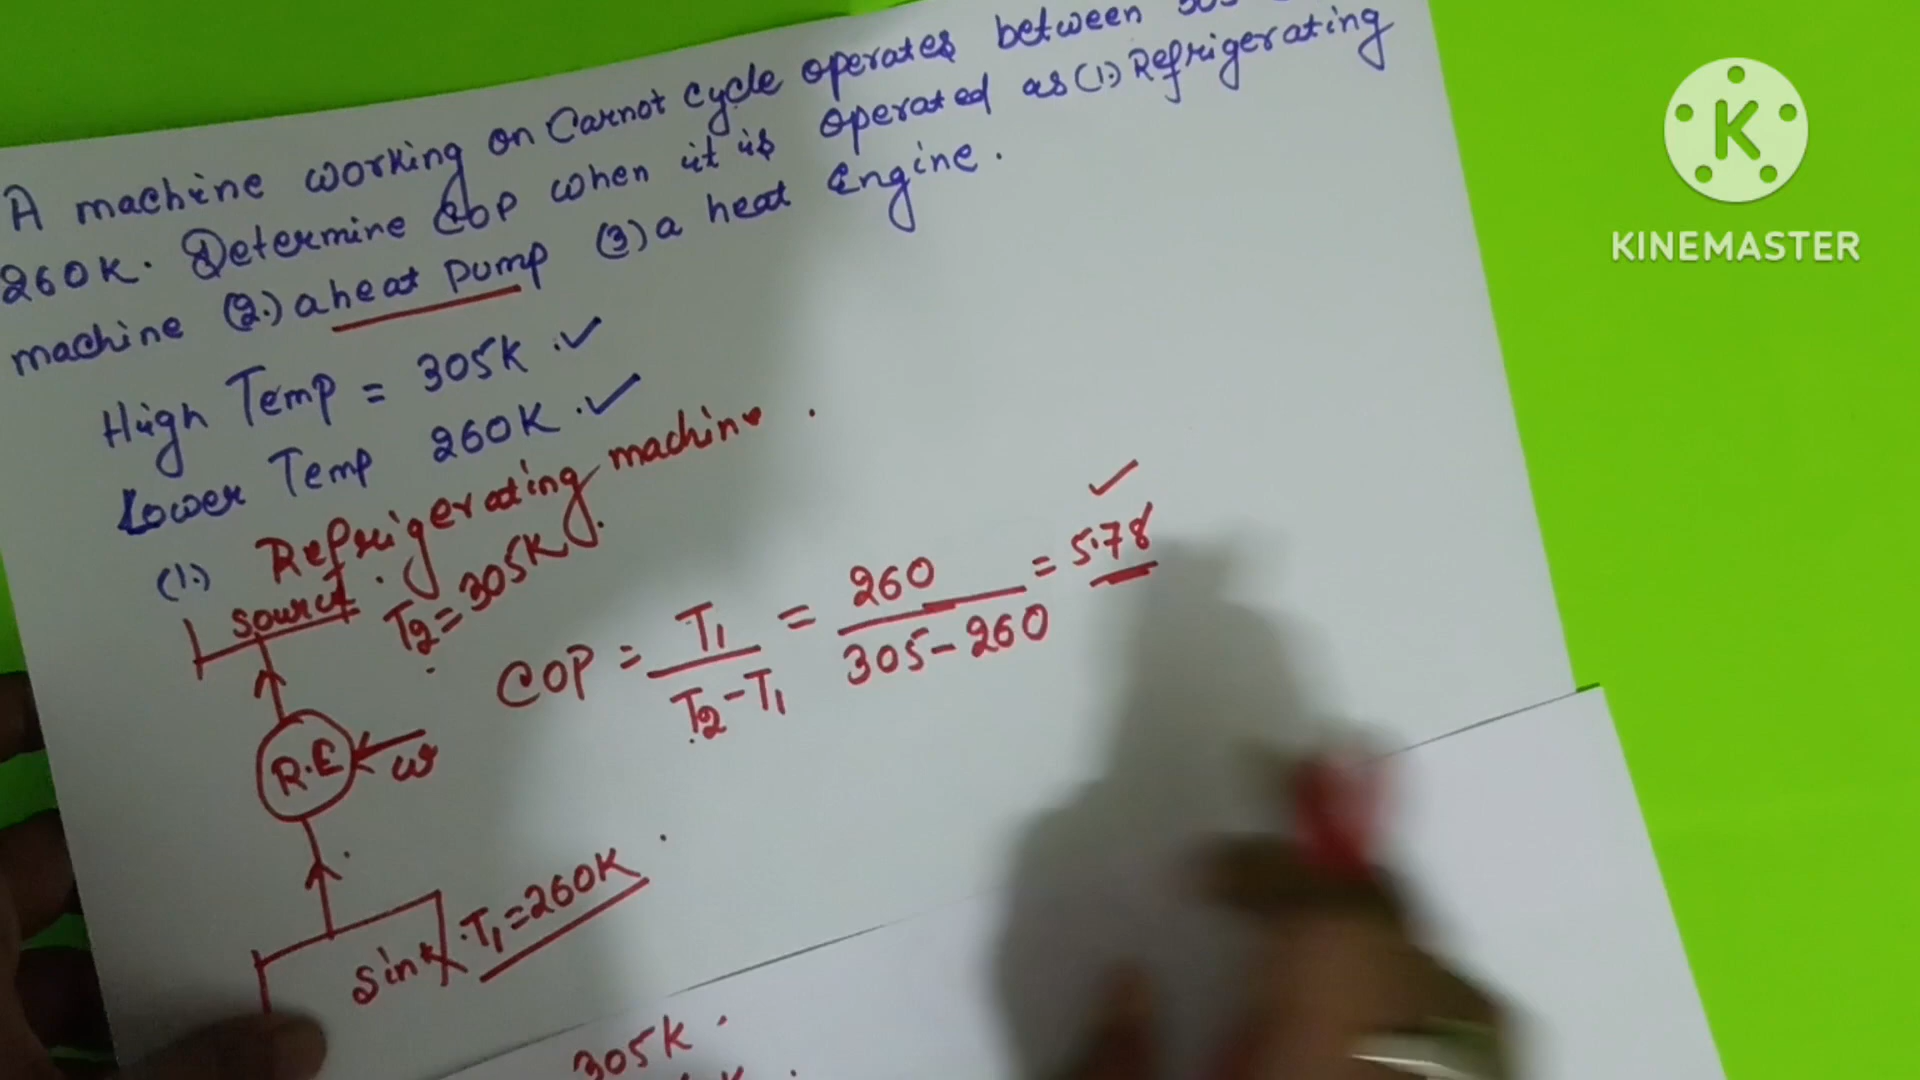 A machine working on Carnot cycle operates between 305
260K. Determine COP when it is operated as (1.) Refrigerating
machine (2.) a heat pump (3) a heat Engine.
High Temp = 305K.
Lower Temp 260K.
(1.) Refrigerating machine.
source
T2 = 305K.
COP = T1 / T2-T1 = 260 / 305-260 = 5.78
R.E
w
sink
T1=260K
305K.
K
KINEMASTER